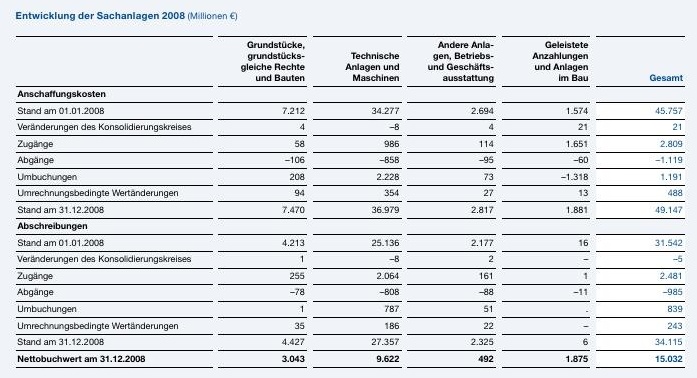 Entwicklung der Sachanlagen 2008 (Millionen €)
Grundstücke, grundstücks- gleiche Rechte und Bauten Technische Anlagen und Maschinen Andere Anla- gen, Betriebs- und Geschäfts- ausstattung Geleistete Anzahlungen und Anlagen im Bau Gesamt
Anschaffungskosten
Stand am 01.01.2008 7.212 34.277 2.694 1.574 45.757
Veränderungen des Konsolidierungskreises 4 –8 4 21 21
Zugänge 58 986 114 1.651 2.809
Abgänge –106 –858 –95 –60 –1.119
Umbuchungen 208 2.228 73 –1.318 1.191
Umrechnungsbedingte Wertänderungen 94 354 27 13 488
Stand am 31.12.2008 7.470 36.979 2.817 1.881 49.147
Abschreibungen
Stand am 01.01.2008 4.213 25.136 2.177 16 31.542
Veränderungen des Konsolidierungskreises 1 –8 2 – –5
Zugänge 255 2.064 161 1 2.481
Abgänge –78 –808 –88 –11 –985
Umbuchungen 1 787 51 . 839
Umrechnungsbedingte Wertänderungen 35 186 22 – 243
Stand am 31.12.2008 4.427 27.357 2.325 6 34.115
Nettobuchwert am 31.12.2008 3.043 9.622 492 1.875 15.032